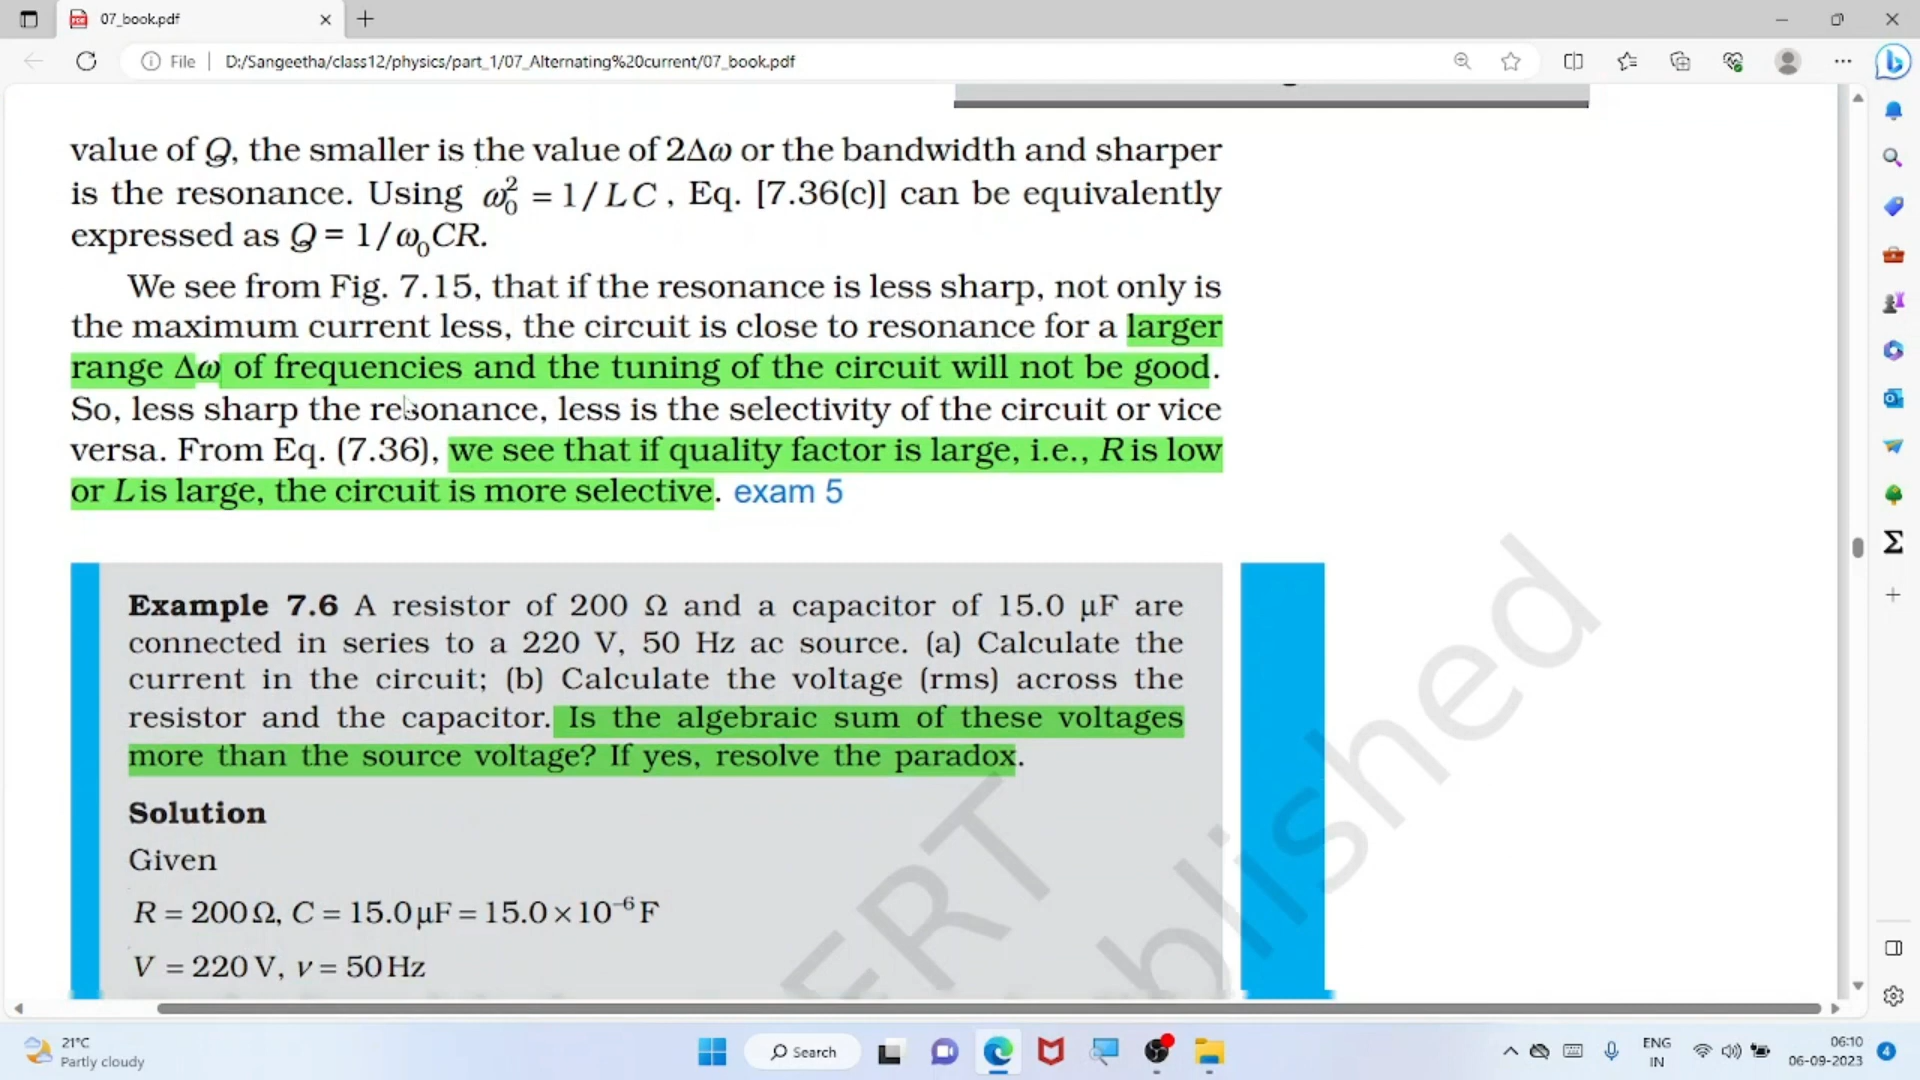 07_book.pdf
File
D:/Sangeetha/class12/physics/part_1/07_Alternating%20current/07_book.pdf
value of Q, the smaller is the value of 2Δω or the bandwidth and sharper
is the resonance. Using ω₀² = 1/LC, Eq. [7.36(c)] can be equivalently
expressed as Q = 1/ω₀CR.
We see from Fig. 7.15, that if the resonance is less sharp, not only is
the maximum current less, the circuit is close to resonance for a larger
range Δω of frequencies and the tuning of the circuit will not be good.
So, less sharp the resonance, less is the selectivity of the circuit or vice
versa. From Eq. (7.36), we see that if quality factor is large, i.e., R is low
or L is large, the circuit is more selective. exam 5
Example 7.6 A resistor of 200 Ω and a capacitor of 15.0 μF are
connected in series to a 220 V, 50 Hz ac source. (a) Calculate the
current in the circuit; (b) Calculate the voltage (rms) across the
resistor and the capacitor. Is the algebraic sum of these voltages
more than the source voltage? If yes, resolve the paradox.
Solution
Given
R = 200 Ω, C = 15.0 μF = 15.0 × 10⁻⁶ F
V = 220 V, ν = 50 Hz
ERT
blished
21°C
Partly cloudy
Search
ENG
IN
06:10
06-09-2023
4